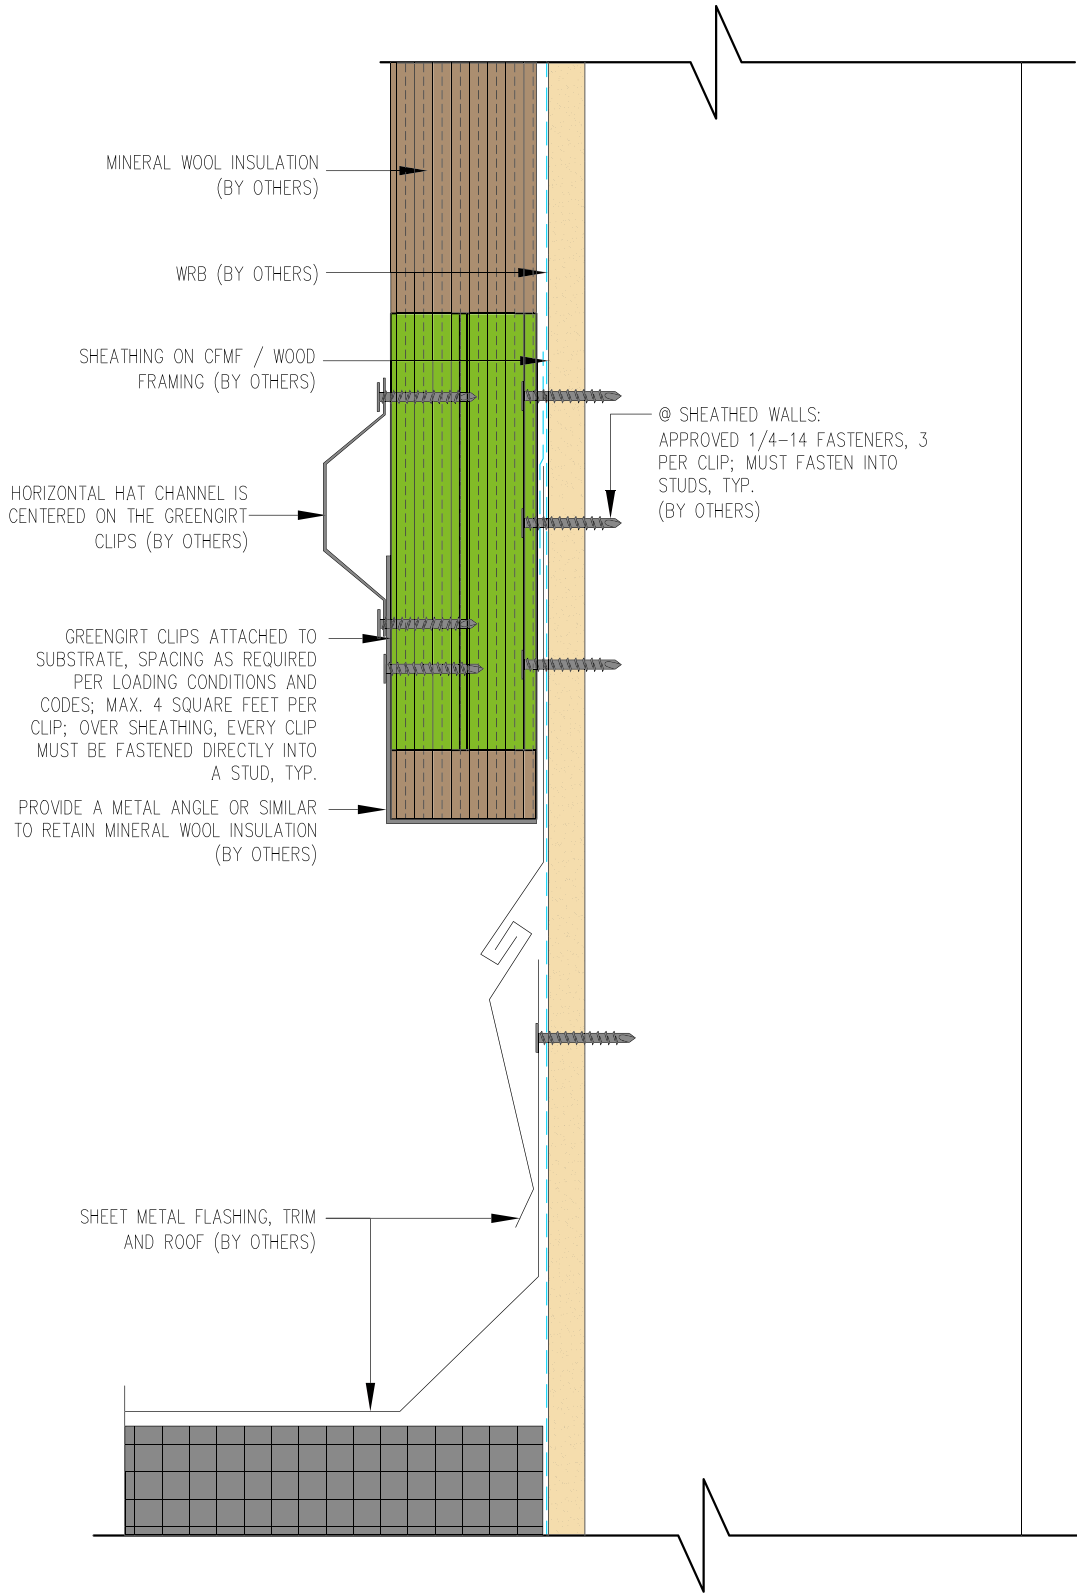 MINERAL WOOL INSULATION
(BY OTHERS)
WRB (BY OTHERS)
SHEATHING ON CFMF / WOOD
FRAMING (BY OTHERS)
@ SHEATHED WALLS:
APPROVED 1/4-14 FASTENERS, 3
PER CLIP; MUST FASTEN INTO
STUDS, TYP.
(BY OTHERS)
HORIZONTAL HAT CHANNEL IS
CENTERED ON THE GREENGIRT
CLIPS (BY OTHERS)
GREENGIRT CLIPS ATTACHED TO
SUBSTRATE, SPACING AS REQUIRED
PER LOADING CONDITIONS AND
CODES; MAX. 4 SQUARE FEET PER
CLIP; OVER SHEATHING, EVERY CLIP
MUST BE FASTENED DIRECTLY INTO
A STUD, TYP.
PROVIDE A METAL ANGLE OR SIMILAR
TO RETAIN MINERAL WOOL INSULATION
(BY OTHERS)
SHEET METAL FLASHING, TRIM
AND ROOF (BY OTHERS)